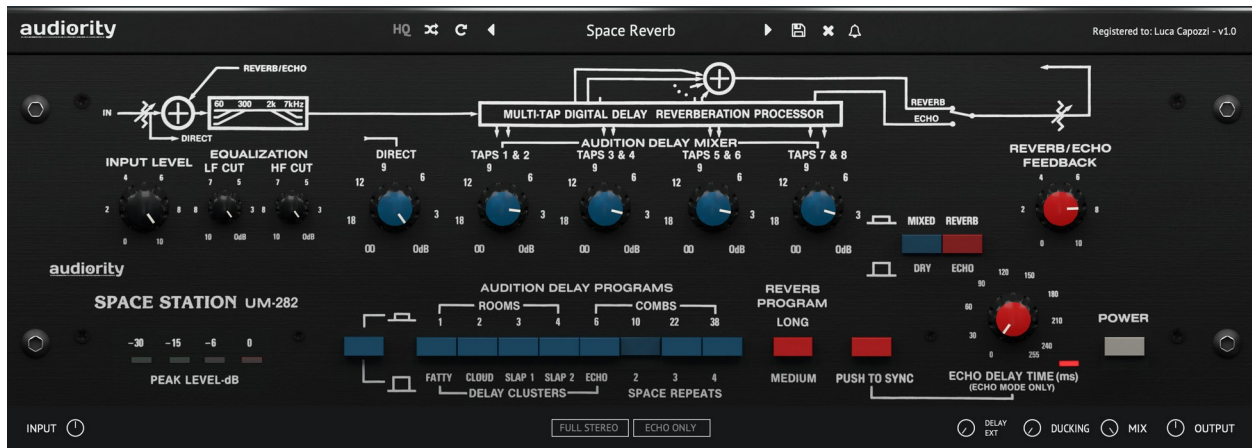 audiority
HQ
Space Reverb
Registered to: Luca Capozzi - v1.0
REVERB/ECHO
IN
60 300 2k 7kHz
DIRECT
MULTI-TAP DIGITAL DELAY REVERBERATION PROCESSOR
REVERB
ECHO
AUDITION DELAY MIXER
INPUT LEVEL
0 2 4 6 8 10
EQUALIZATION
LF CUT
10 8 7 5 3 0dB
HF CUT
10 8 7 5 3 0dB
DIRECT
00 18 12 9 6 3 0dB
TAPS 1 & 2
00 18 12 9 6 3 0dB
TAPS 3 & 4
00 18 12 9 6 3 0dB
TAPS 5 & 6
00 18 12 9 6 3 0dB
TAPS 7 & 8
00 18 12 9 6 3 0dB
REVERB/ECHO
FEEDBACK
0 2 4 6 8 10
MIXED REVERB
DRY ECHO
audiority
SPACE STATION UM-282
-30 -15 -6 0
PEAK LEVEL-dB
AUDITION DELAY PROGRAMS
ROOMS COMBS
1 2 3 4 6 10 22 38
FATTY CLOUD SLAP 1 SLAP 2 ECHO 2 3 4
DELAY CLUSTERS SPACE REPEATS
REVERB
PROGRAM
LONG
MEDIUM
PUSH TO SYNC
0 30 60 90 120 150 180 210 240 255
ECHO DELAY TIME (ms)
(ECHO MODE ONLY)
POWER
INPUT
FULL STEREO
ECHO ONLY
DELAY
EXT
DUCKING
MIX
OUTPUT